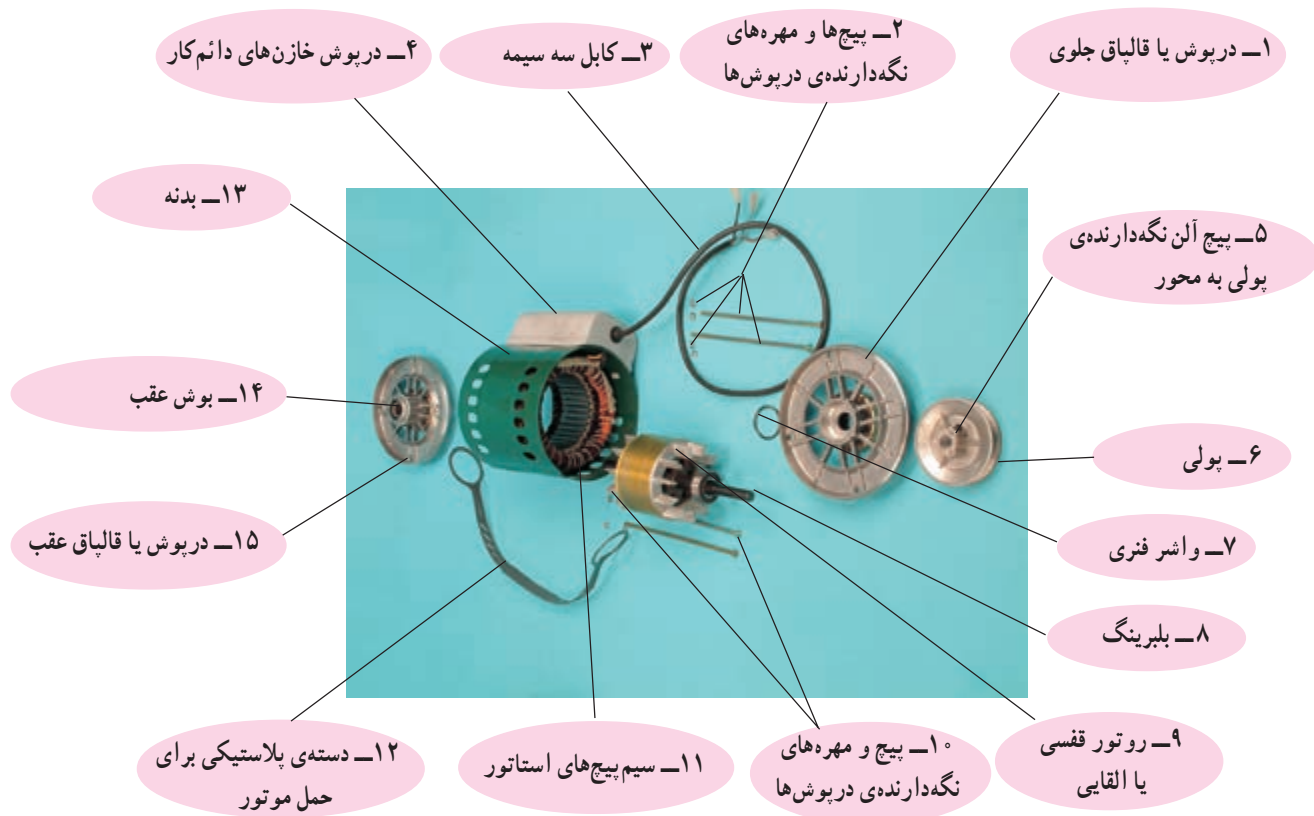 ۱ــ درپوش یا قالپاق جلوی
۲ــ پیچ‌ها و مهره‌های
نگه‌دارنده‌ی درپوش‌ها
۳ــ کابل سه سیمه
۴ــ درپوش خازن‌های دائم‌کار
۵ــ پیچ آلن نگه‌دارنده‌ی
پولی به محور
۶ــ پولی
۷ــ واشر فنری
۸ــ بلبرینگ
۹ــ روتور قفسی
یا القایی
۱۰ــ پیچ و مهره‌های
نگه‌دارنده‌ی درپوش‌ها
۱۱ــ سیم‌پیچ‌های استاتور
۱۲ــ دسته‌ی پلاستیکی برای
حمل موتور
۱۳ــ بدنه
۱۴ــ بوش عقب
۱۵ــ درپوش یا قالپاق عقب